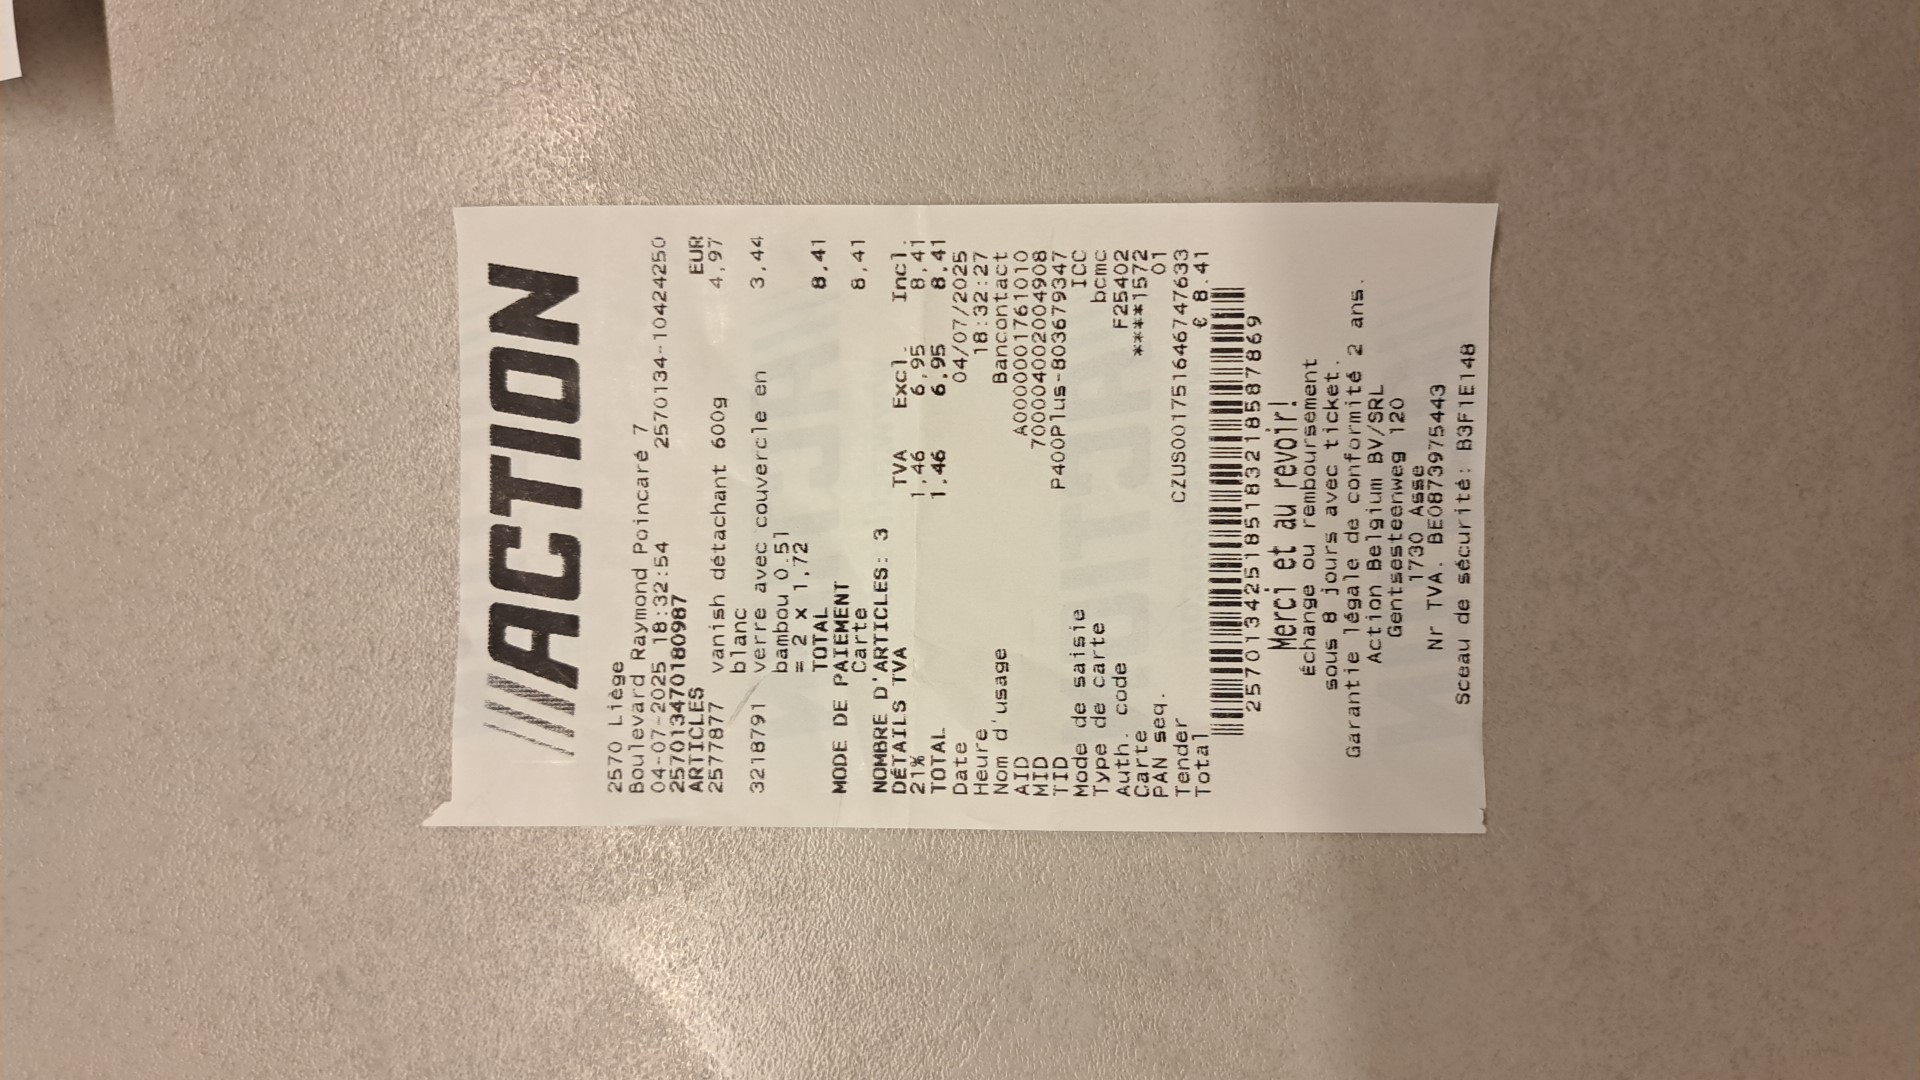 ///ACTION
2570 Liège
Boulevard Raymond Poincaré 7
04-07-2025 18:32:54 2570134--10424250
2570134701180987
ARTICLES EUR
2577877 vanish détachant 600g 4,97
blanc
3218791 verre avec couvercle en 3,44
bambou 0.5l
= 2 x 1,72
TOTAL 8,41
MODE DE PAIEMENT
Carte 8,41
NOMBRE D'ARTICLES: 3
DÉTAILS TVA TVA Excl. Incl.
21% 1,46 6,95 8,41
TOTAL 1,46 6,95 8,41
Date 04/07/2025
Heure 18:32:27
Nom d'usage Bancontact
AID A0000001761010
MID 700004002004908
TID P400Plus-803679347
Mode de saisie ICC
Type de carte bcmc
Auth. code F25402
Carte ****1572
PAN seq. 01
Tender CZUS001751646747633
Total € 8.41
257013425185183218587869
Merci et au revoir!
Échange ou remboursement
sous 8 jours avec ticket.
Garantie légale de conformité 2 ans.
Action Belgium BV/SRL
Gentsesteenweg 120
1730 Asse
Nr TVA. BE0873975443
Sceau de sécurité: B3F1E148